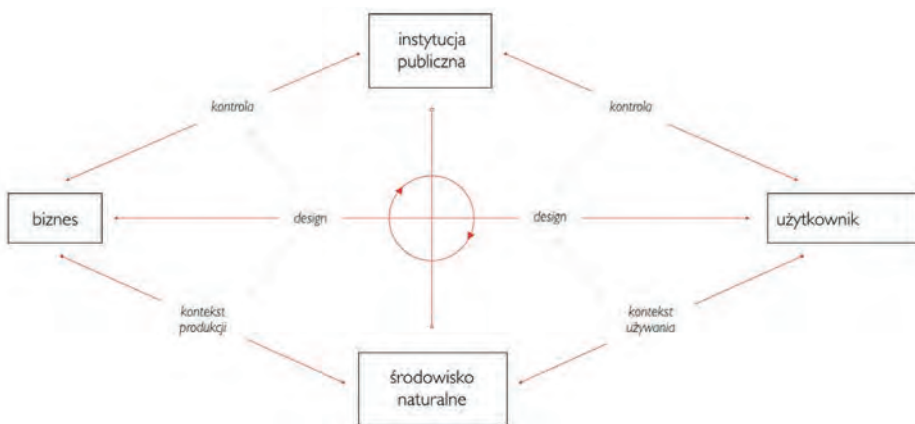 instytucja
publiczna
kontrola
kontrola
biznes
design
design
użytkownik
kontekst
produkcji
kontekst
używania
środowisko
naturalne